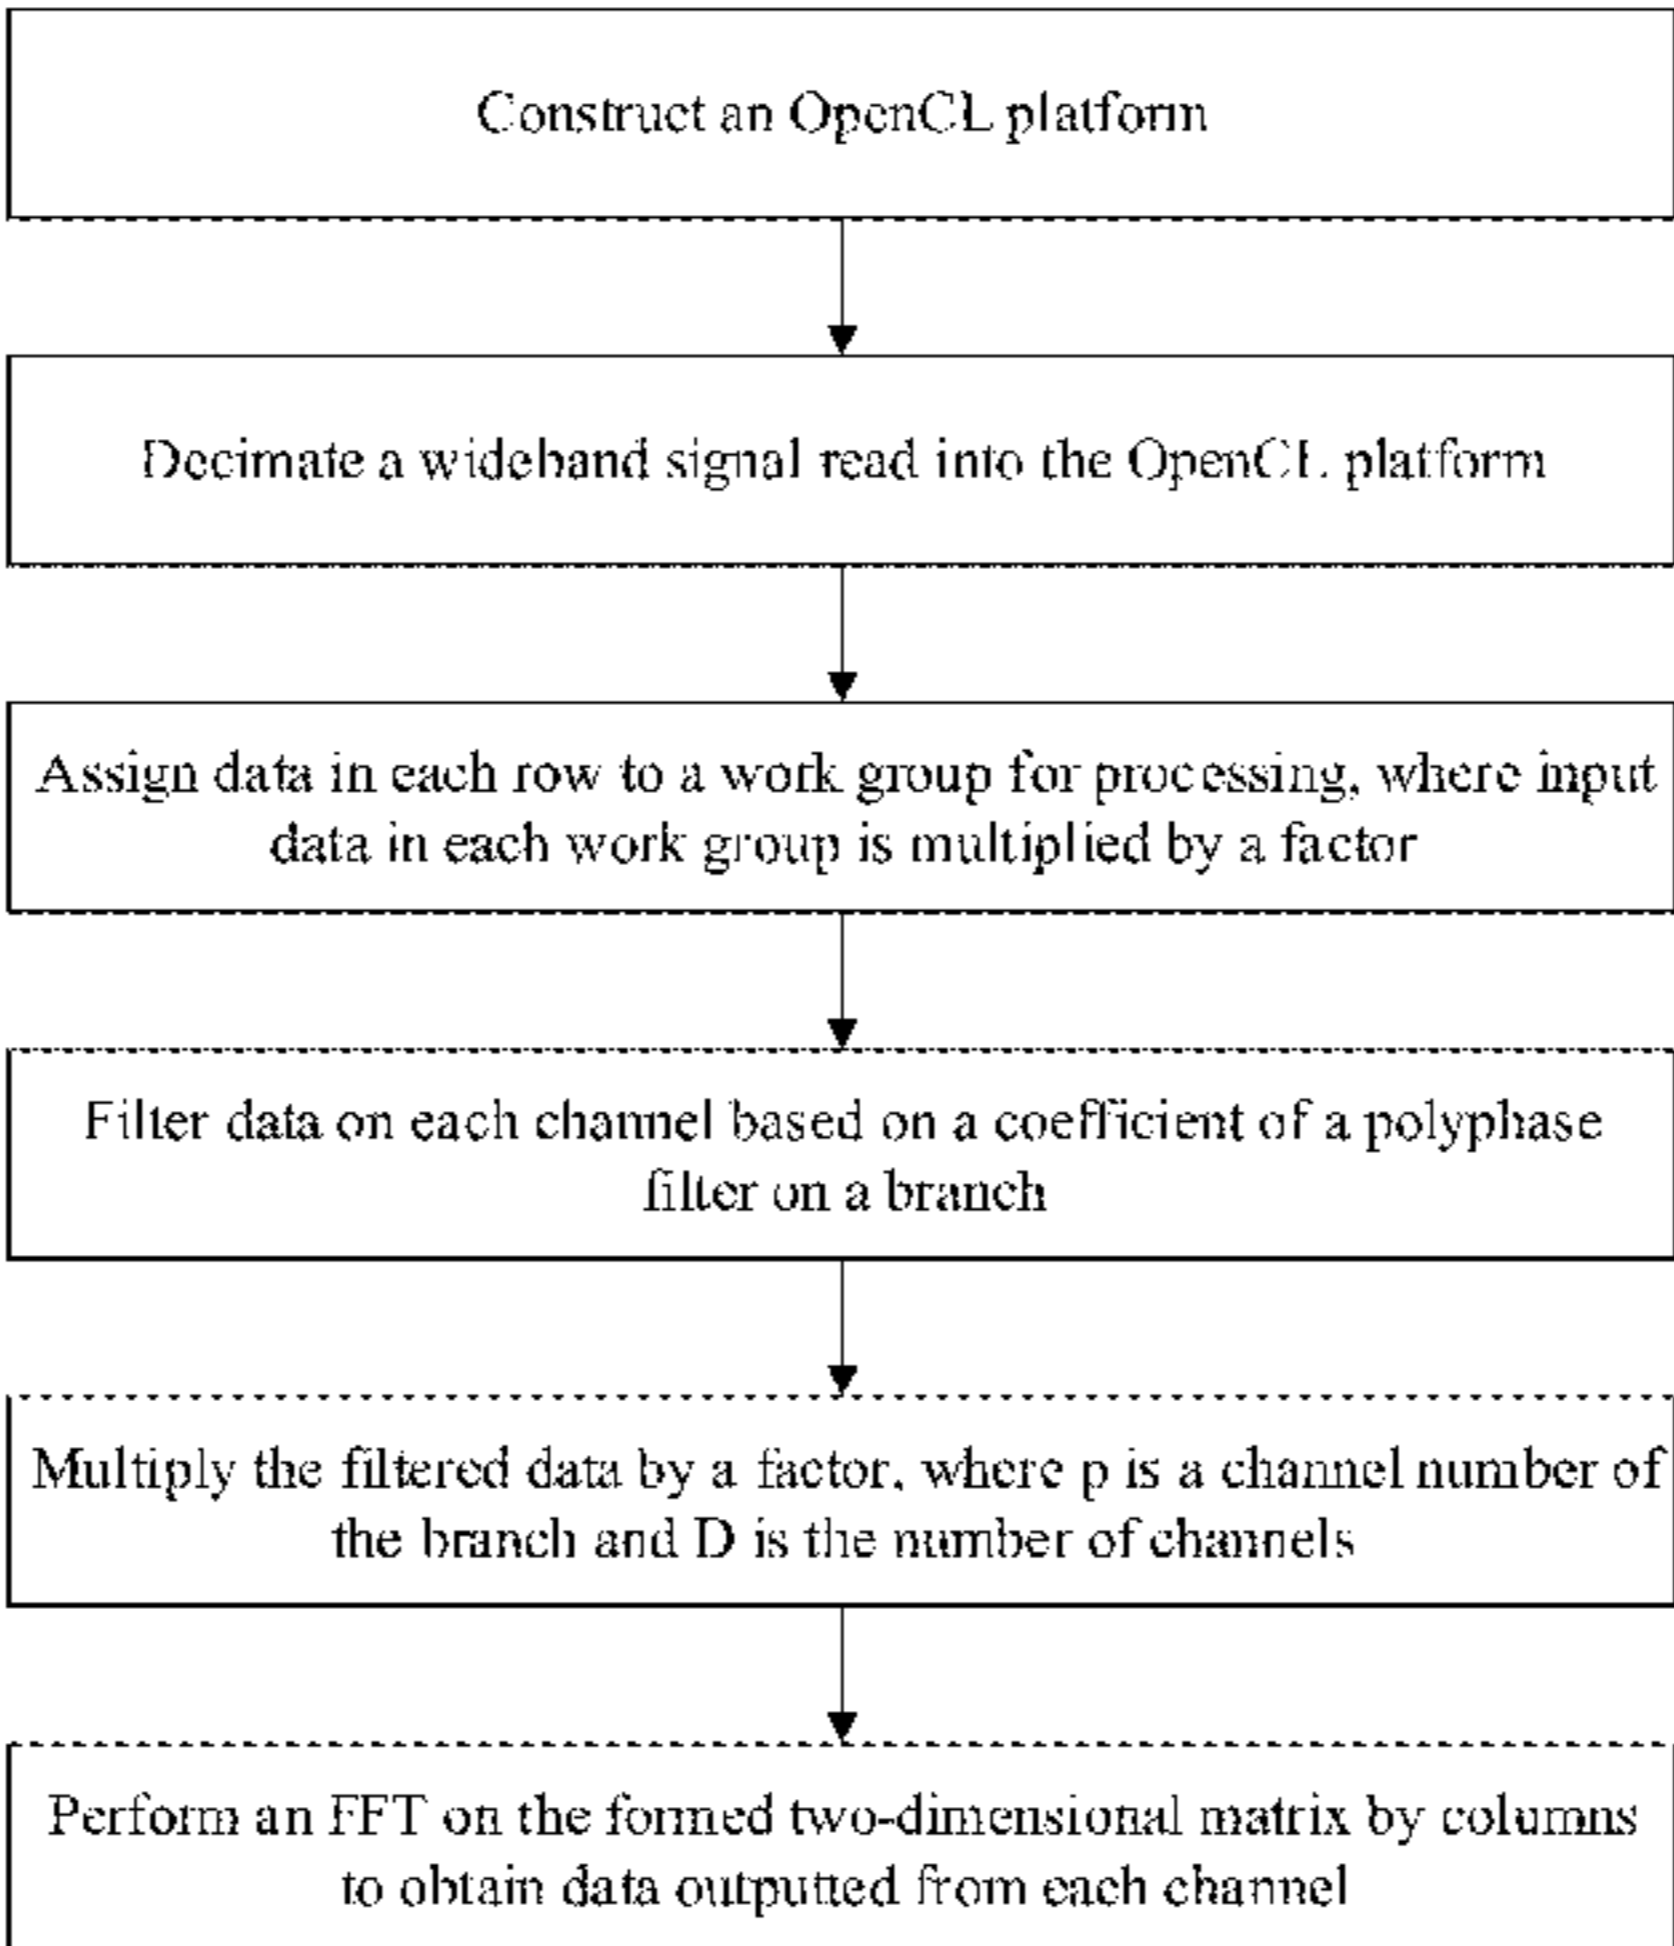 Construct an OpenCL platform
Decimate a wideband signal read into the OpenCL platform
Assign data in each row to a work group for processing, where input
data in each work group is multiplied by a factor
Filter data on each channel based on a coefficient of a polyphase
filter on a branch
Multiply the filtered data by a factor, where p is a channel number of
the branch and D is the number of channels
Perform an FFT on the formed two-dimensional matrix by columns
to obtain data outputted from each channel